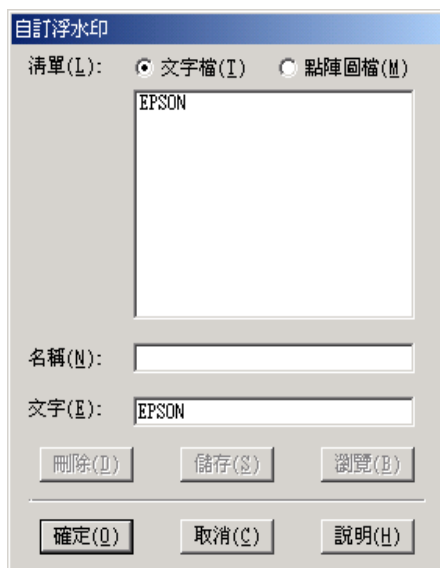 自訂浮水印
清單(L): 文字檔(T) 點陣圖檔(M)
EPSON
名稱(N):
文字(E): EPSON
刪除(D) 儲存(S) 瀏覽(B)
確定(O) 取消(C) 說明(H)